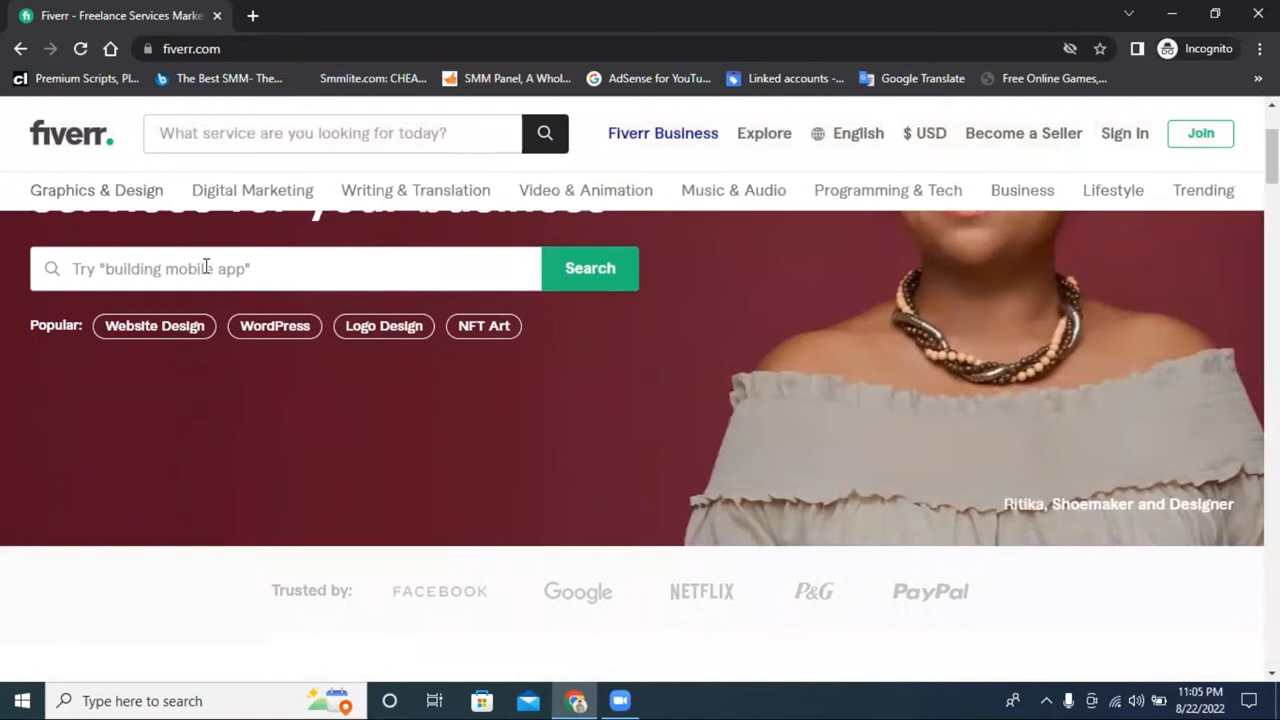 Fiverr - Freelance Services Marke
fiverr.com
Incognito
Premium Scripts, Pl...
The Best SMM- The...
Smmlite.com: CHEA...
SMM Panel, A Whol...
AdSense for YouTu...
Linked accounts -...
Google Translate
Free Online Games,...
»
fiverr.
What service are you looking for today?
Fiverr Business
Explore
English
$ USD
Become a Seller
Sign In
Join
Graphics & Design
Digital Marketing
Writing & Translation
Video & Animation
Music & Audio
Programming & Tech
Business
Lifestyle
Trending
services for your business
Try "building mobile app"
Search
Popular:
Website Design
WordPress
Logo Design
NFT Art
Ritika, Shoemaker and Designer
Trusted by:
FACEBOOK
Google
NETFLIX
P&G
PayPal
Type here to search
11:05 PM
8/22/2022